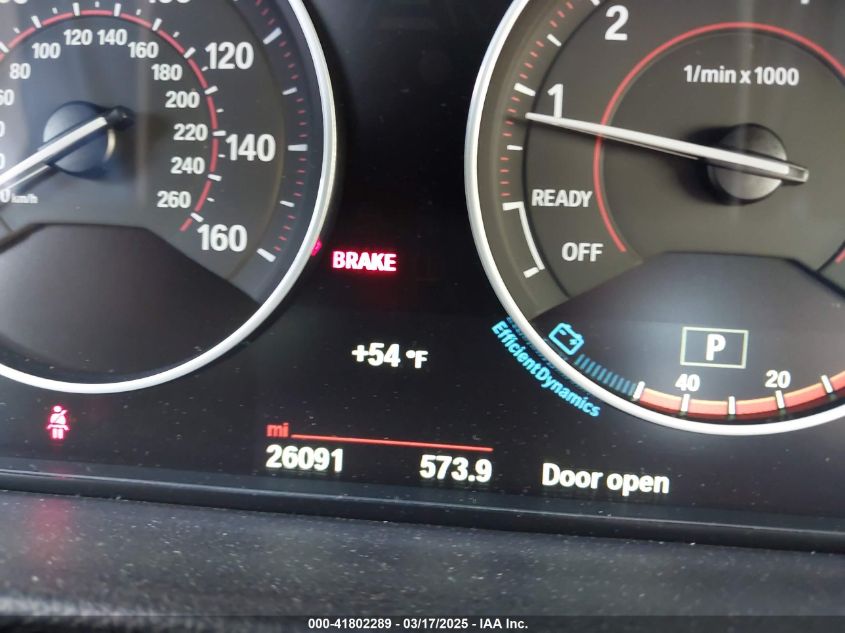 80
100
120
140
160
180
200
220
240
260
km/h
120
140
160
1
2
1/min x 1000
READY
OFF
BRAKE
+54 °F
EfficientDynamics
P
40
20
mi
26091 573.9
Door open
000-41802289 - 03/17/2025 - IAA Inc.